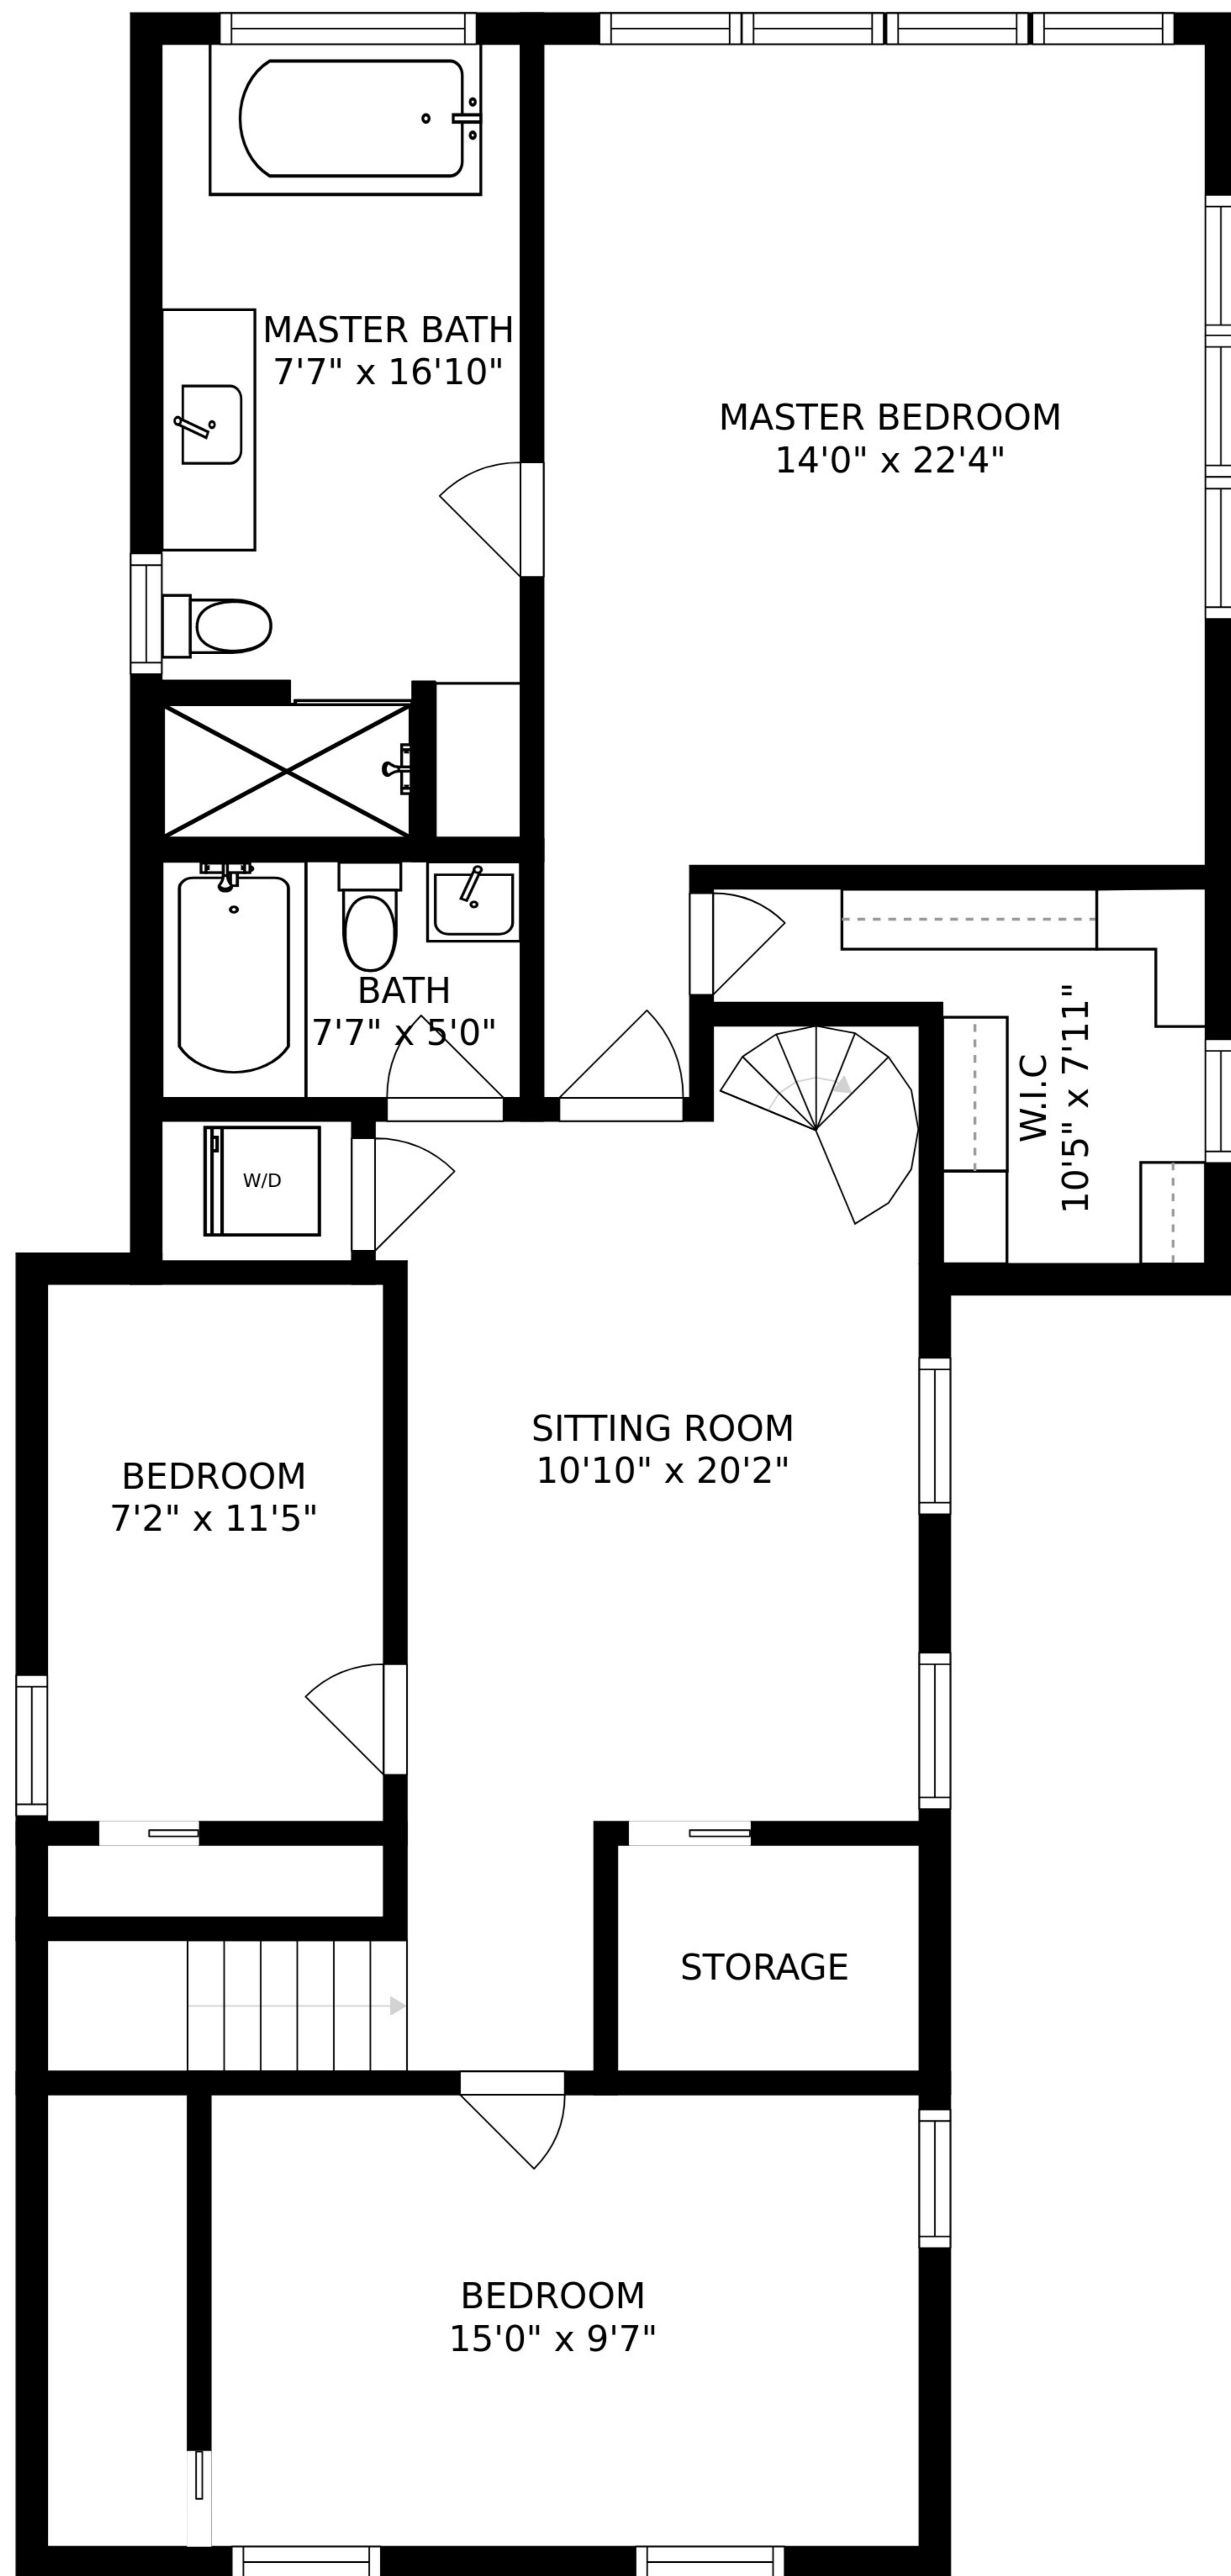 MASTER BATH
7'7" x 16'10"
MASTER BEDROOM
14'0" x 22'4"
BATH
7'7" x 5'0"
W.I.C
10'5" x 7'11"
W/D
SITTING ROOM
10'10" x 20'2"
BEDROOM
7'2" x 11'5"
STORAGE
BEDROOM
15'0" x 9'7"